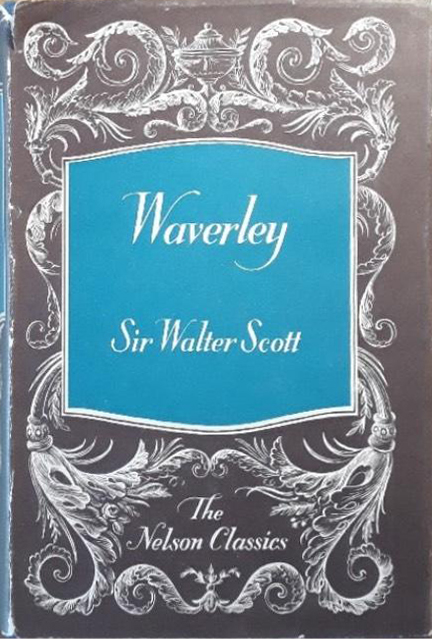 Waverley
Sir Walter Scott
The
Nelson Classics